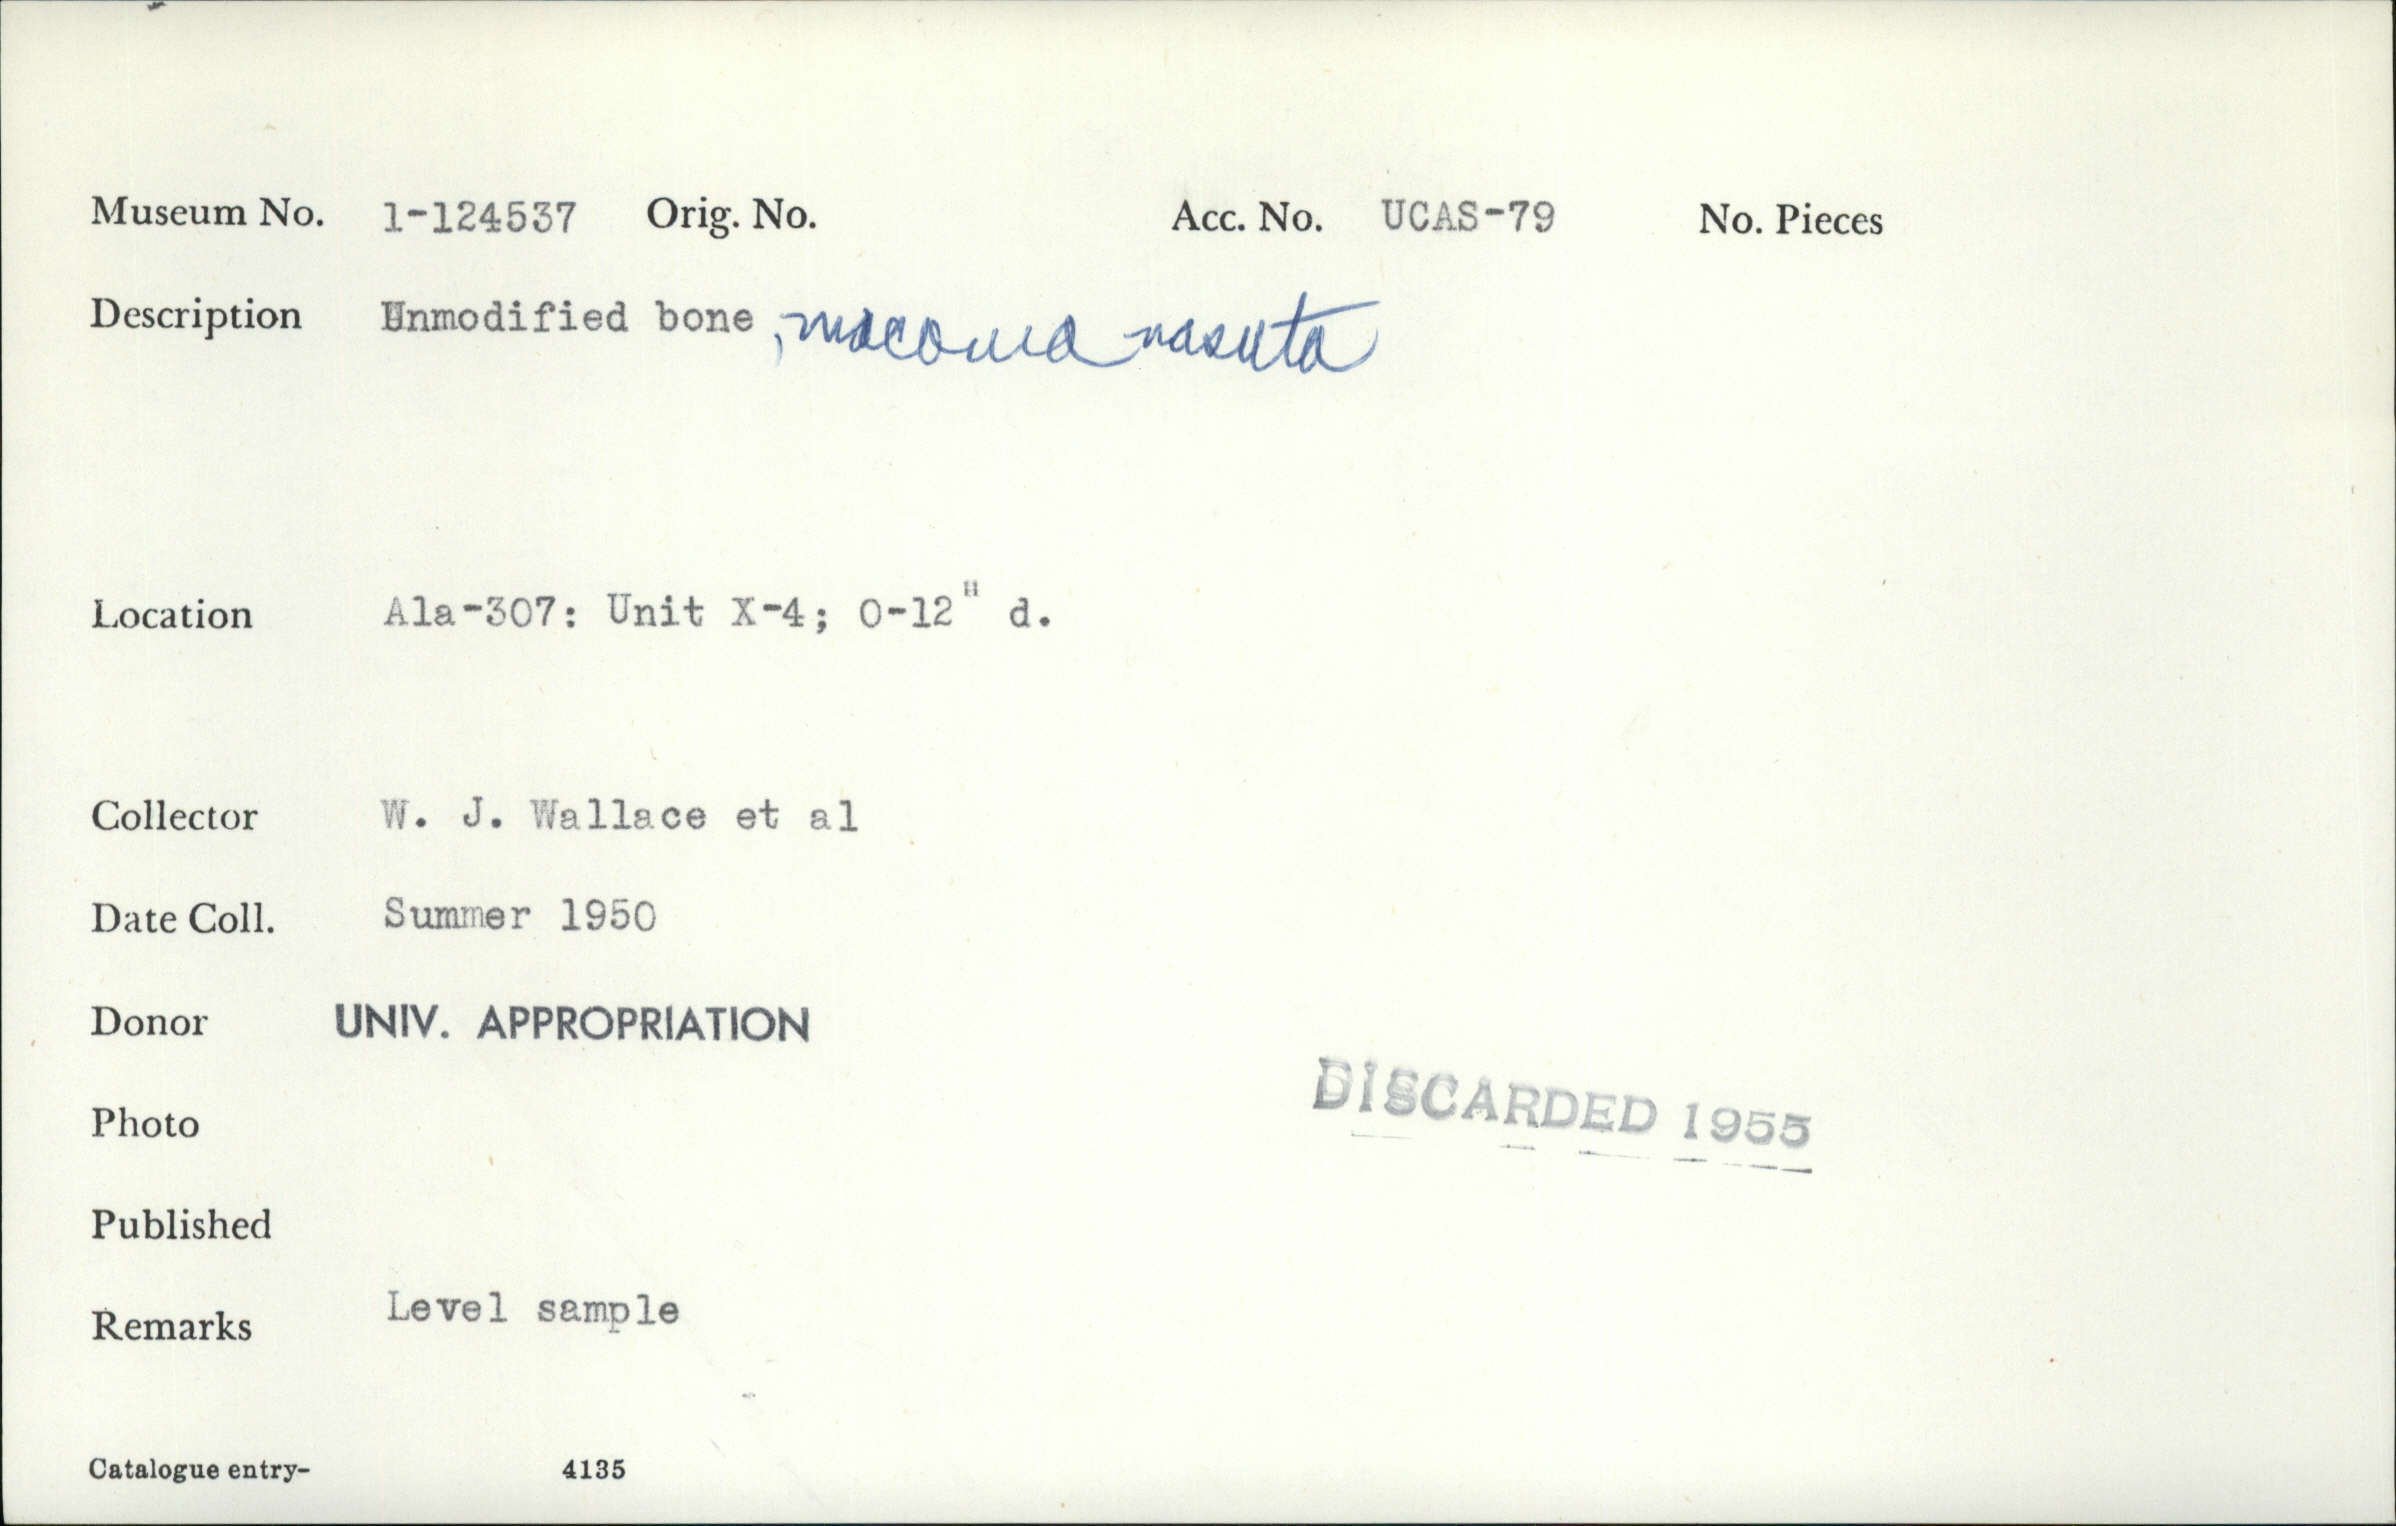 Museum No. 1-124537 Orig. No. Acc. No. UCAS-79 No. Pieces
Description Unmodified bone, macoma nasuta
Location Ala-307: Unit X-4; 0-12" d.
Collector W. J. Wallace et al
Date Coll. Summer 1950
Donor UNIV. APPROPRIATION
DISCARDED 1955
Photo
Published
Remarks Level sample
Catalogue entry- 4135